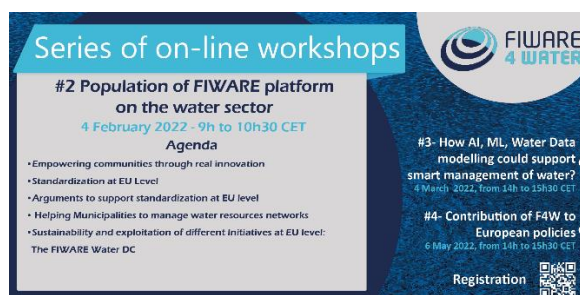 Series of on-line workshops
#2 Population of FIWARE platform
on the water sector
4 February 2022 - 9h to 10h30 CET
Agenda
•Empowering communities through real innovation
•Standardization at EU Level
•Arguments to support standardization at EU level
• Helping Municipalities to manage water resources networks
•Sustainability and exploitation of different initiatives at EU level:
The FIWARE Water DC
FIWARE
4 WATER
#3- How AI, ML, Water Data
modelling could support
smart management of water?
4 March 2022, from 14h to 15h30 CET
#4- Contribution of F4W to
European policies
6 May 2022, from 14h to 15h30 CET
Registration